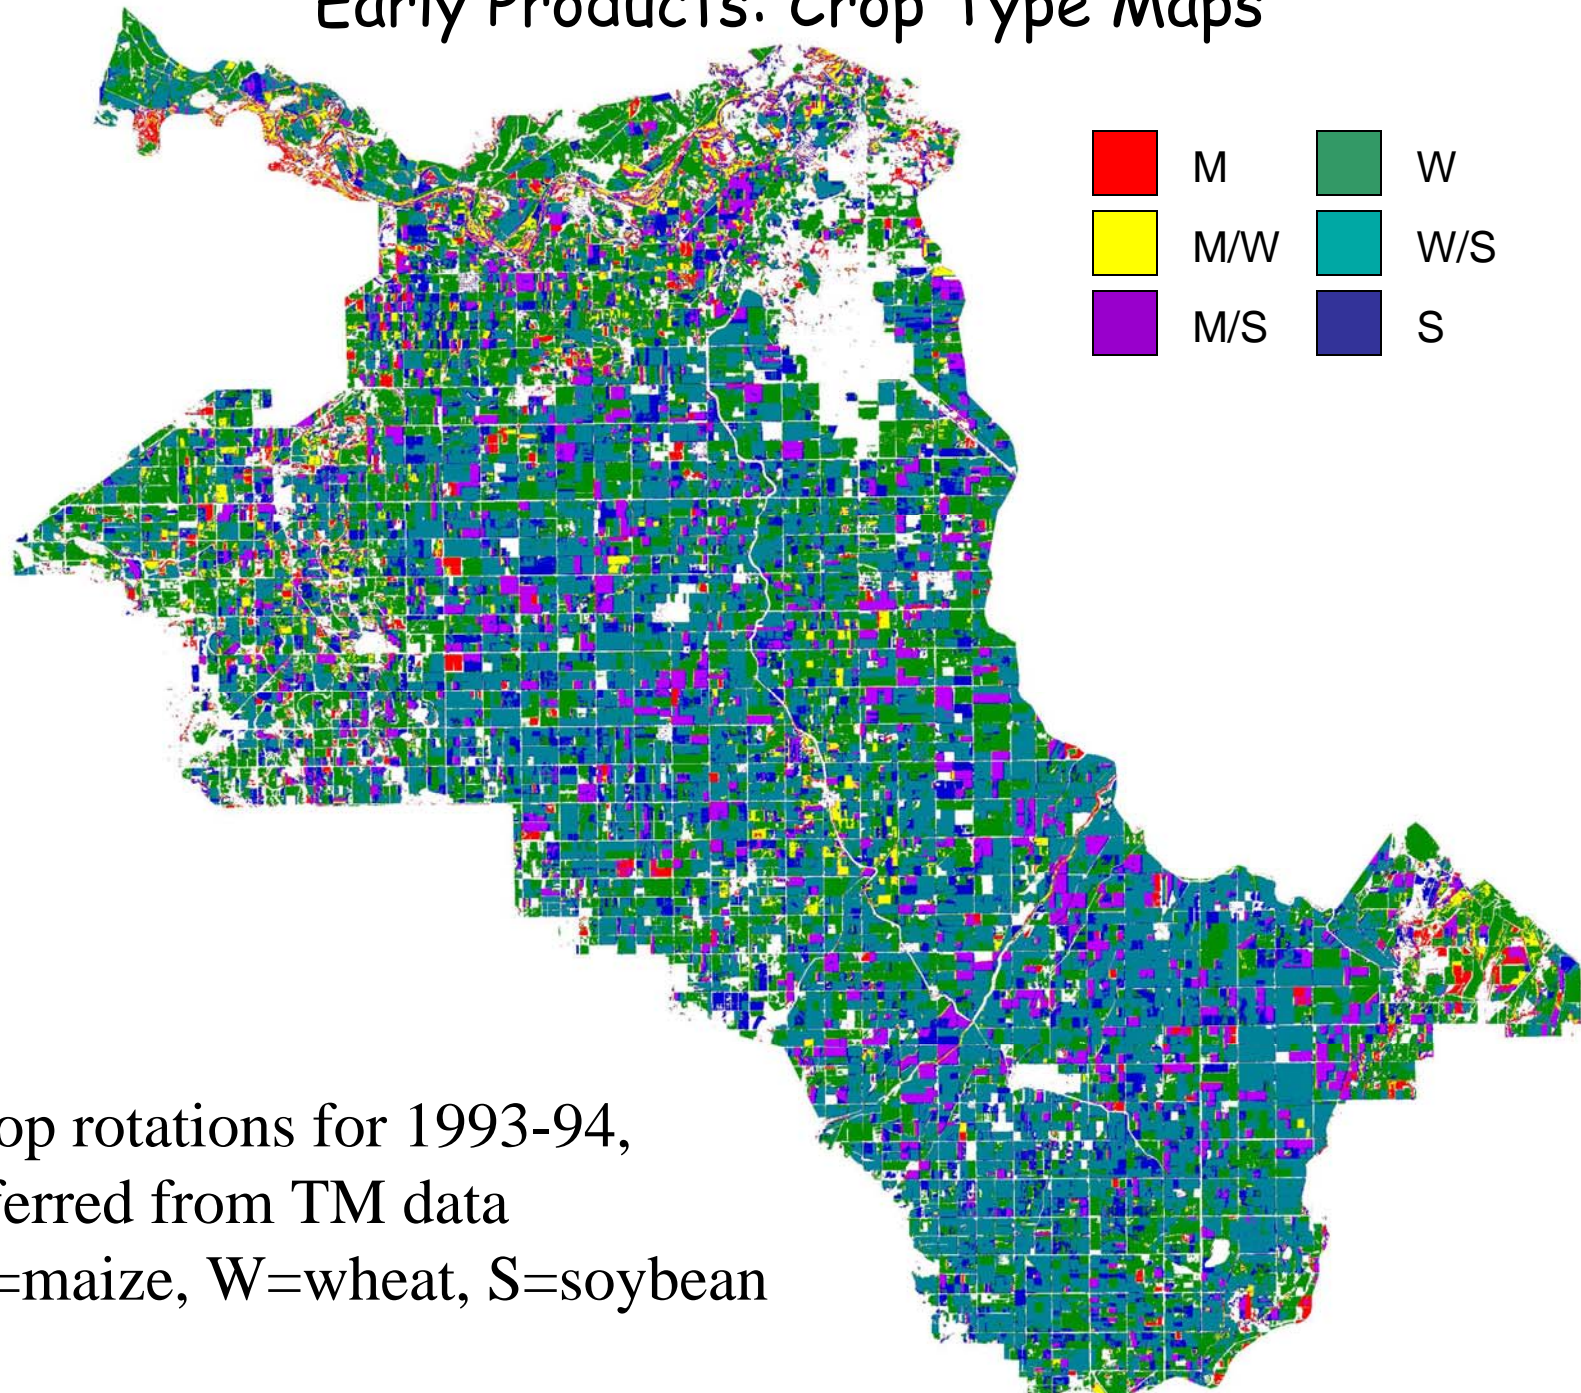 Early Products: Crop Type Maps
M W
M/W W/S
M/S S
op rotations for 1993-94,
ferred from TM data
=maize, W=wheat, S=soybean